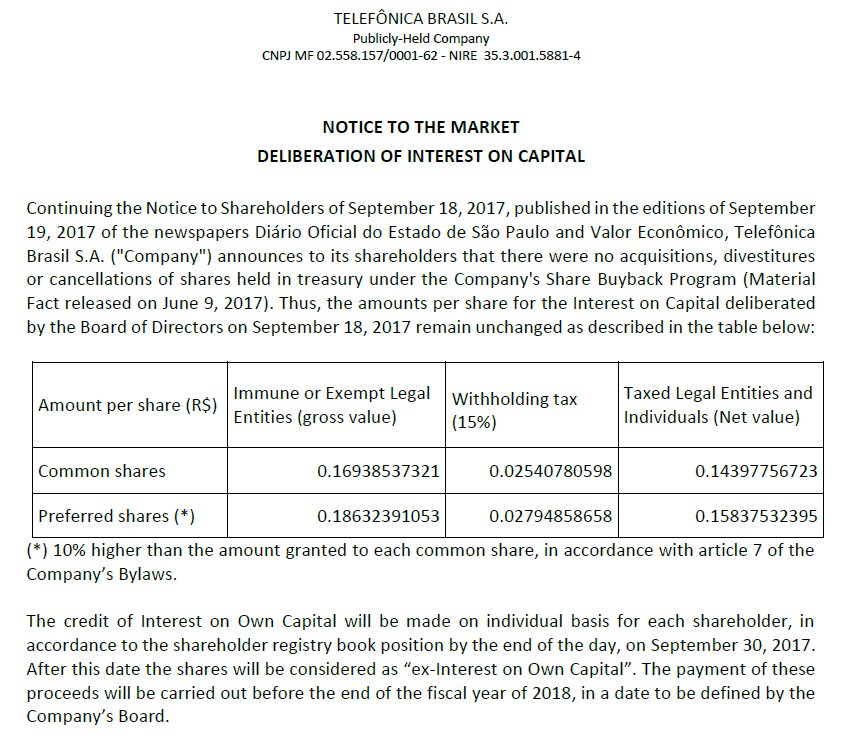 TELEFÔNICA BRASIL S.A.
Publicly-Held Company
CNPJ MF 02.558.157/0001-62 - NIRE 35.3.001.5881-4
NOTICE TO THE MARKET
DELIBERATION OF INTEREST ON CAPITAL
Continuing the Notice to Shareholders of September 18, 2017, published in the editions of September
19, 2017 of the newspapers Diário Oficial do Estado de São Paulo and Valor Econômico, Telefônica
Brasil S.A. ("Company") announces to its shareholders that there were no acquisitions, divestitures
or cancellations of shares held in treasury under the Company's Share Buyback Program (Material
Fact released on June 9, 2017). Thus, the amounts per share for the Interest on Capital deliberated
by the Board of Directors on September 18, 2017 remain unchanged as described in the table below:
Amount per share (R$) Immune or Exempt Legal Entities (gross value) Withholding tax (15%) Taxed Legal Entities and Individuals (Net value)
Common shares 0.16938537321 0.02540780598 0.14397756723
Preferred shares (*) 0.18632391053 0.02794858658 0.15837532395
(*) 10% higher than the amount granted to each common share, in accordance with article 7 of the
Company’s Bylaws.
The credit of Interest on Own Capital will be made on individual basis for each shareholder, in
accordance to the shareholder registry book position by the end of the day, on September 30, 2017.
After this date the shares will be considered as “ex-Interest on Own Capital”. The payment of these
proceeds will be carried out before the end of the fiscal year of 2018, in a date to be defined by the
Company’s Board.